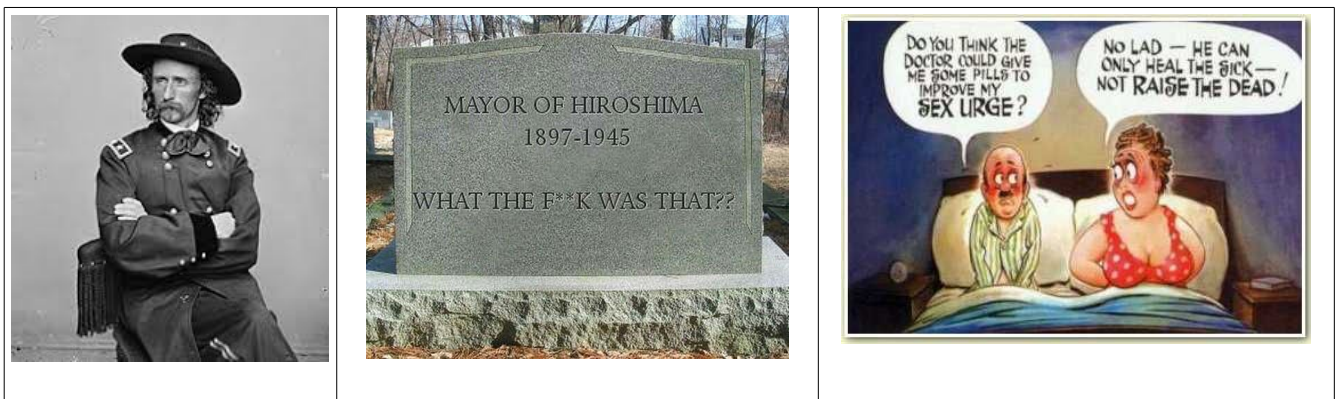 MAYOR OF HIROSHIMA
1897-1945
WHAT THE F**K WAS THAT??
DO YOU THINK THE
DOCTOR COULD GIVE
ME SOME PILLS TO
IMPROVE MY
SEX URGE?
NO LAD — HE CAN
ONLY HEAL THE SICK —
NOT RAISE THE DEAD!